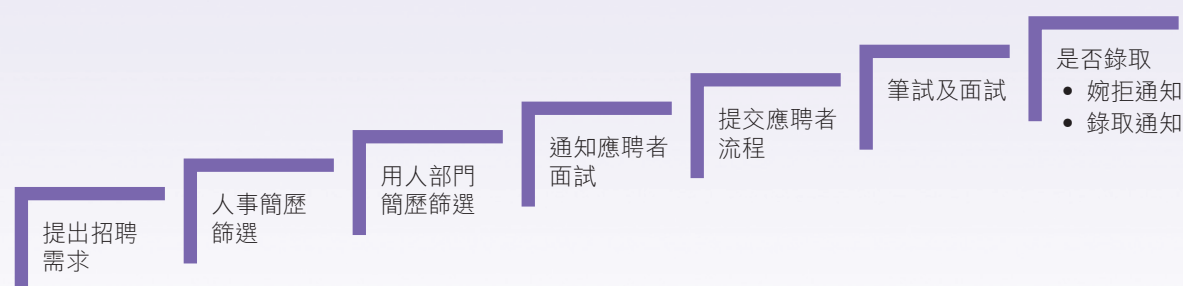 提出招聘
需求
人事簡歷
篩選
用人部門
簡歷篩選
通知應聘者
面試
提交應聘者
流程
筆試及面試
是否錄取
• 婉拒通知
• 錄取通知